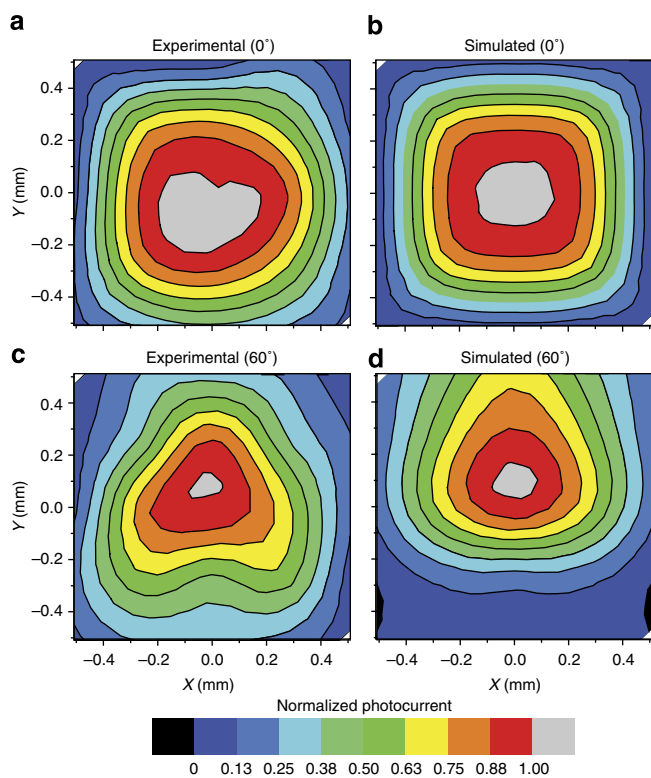 a
b
Experimental (0˚)
Simulated (0˚)
0.4
0.2
0.0
−0.2
−0.4
Y (mm)
c
d
Experimental (60˚)
Simulated (60˚)
0.4
0.2
0.0
−0.2
−0.4
Y (mm)
−0.4 −0.2 0.0 0.2 0.4
−0.4 −0.2 0.0 0.2 0.4
X (mm)
X (mm)
Normalized photocurrent
0 0.13 0.25 0.38 0.50 0.63 0.75 0.88 1.00